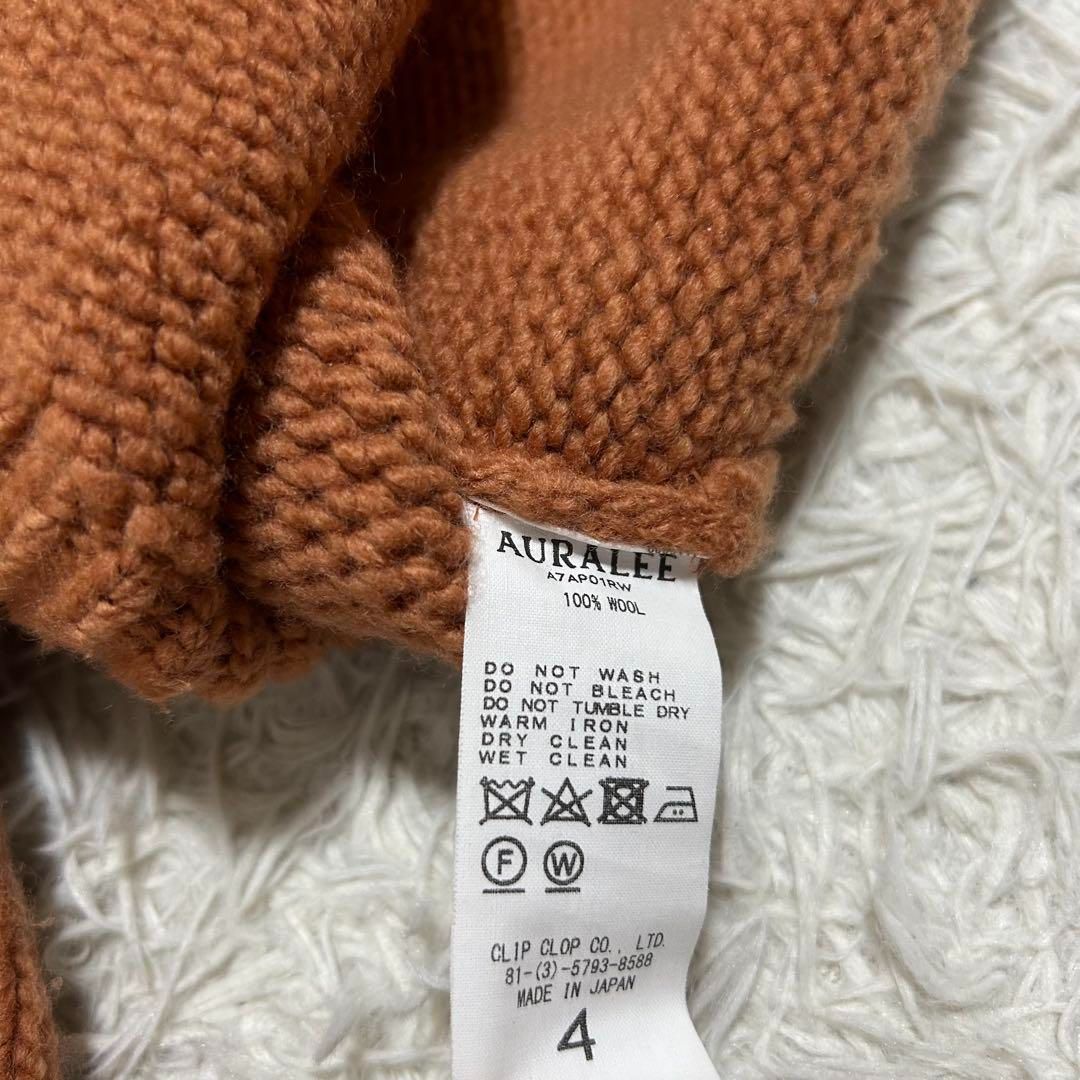 AURALEE
A7AP01RW
100% WOOL
DO NOT WASH
DO NOT BLEACH
DO NOT TUMBLE DRY
WARM IRON
DRY CLEAN
WET CLEAN
F W
CLIP CLOP CO., LTD.
81-(3)-5793-8588
MADE IN JAPAN
4